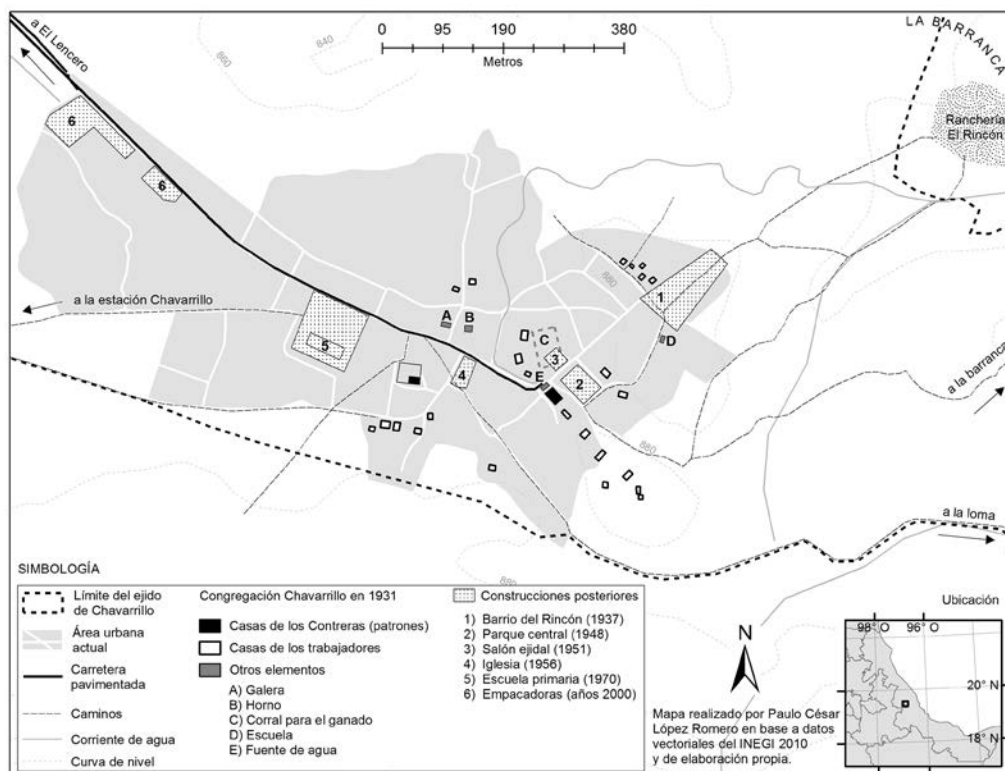 a El Lencero
840
860
0 95 190 380
Metros
LA BARRANCA
Ranchería
El Rincón
6
6
a la estación Chavarrillo
A B
C
1
860
D
3
E
2
4
5
a la barranca
860
a la loma
880
SIMBOLOGÍA
Límite del ejido
de Chavarrillo
Área urbana
actual
Carretera
pavimentada
Caminos
Corriente de agua
Curva de nivel
Congregación Chavarrillo en 1931
Casas de los Contreras (patrones)
Casas de los trabajadores
Otros elementos
A) Galera
B) Horno
C) Corral para el ganado
D) Escuela
E) Fuente de agua
Construcciones posteriores
1) Barrio del Rincón (1937)
2) Parque central (1948)
3) Salón ejidal (1951)
4) Iglesia (1956)
5) Escuela primaria (1970)
6) Empacadoras (años 2000)
N
Mapa realizado por Paulo César
López Romero en base a datos
vectoriales del INEGI 2010
y de elaboración propia.
Ubicación
98° O 96° O
20° N
18° N